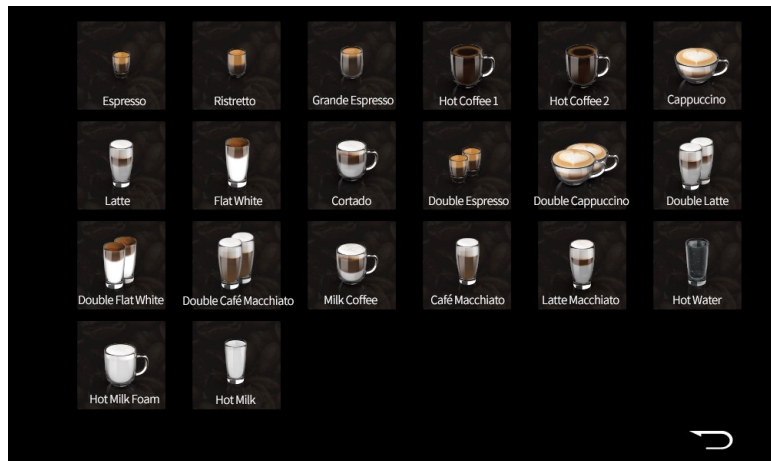 Espresso
Ristretto
Grande Espresso
Hot Coffee 1
Hot Coffee 2
Cappuccino
Latte
Flat White
Cortado
Double Espresso
Double Cappuccino
Double Latte
Double Flat White
Double Café Macchiato
Milk Coffee
Café Macchiato
Latte Macchiato
Hot Water
Hot Milk Foam
Hot Milk